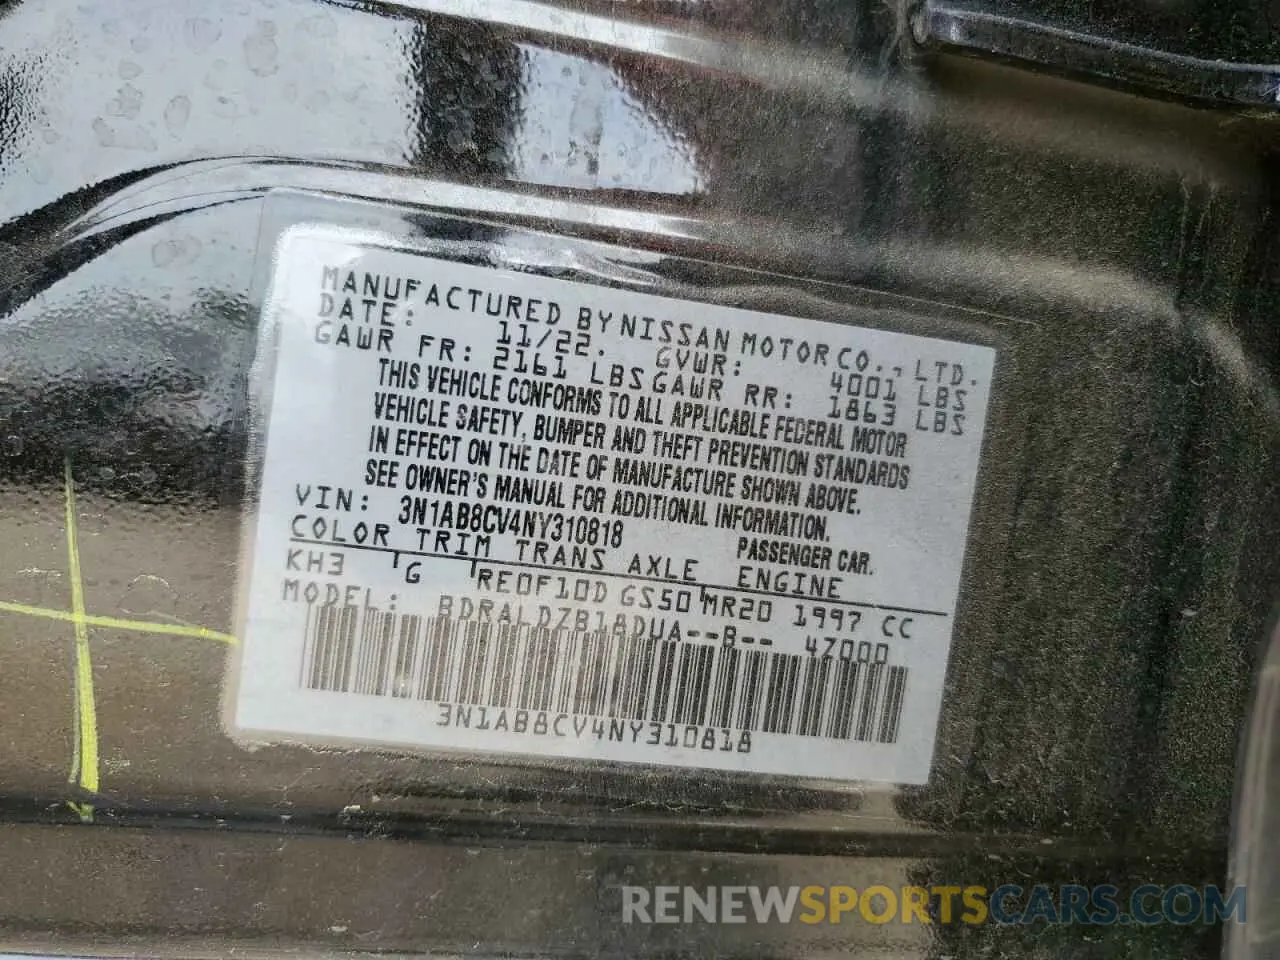 MANUFACTURED BY NISSAN MOTOR CO., LTD.
DATE: 11/22. GVWR: 4001 LBS
GAWR FR: 2161 LBS GAWR RR: 1863 LBS
THIS VEHICLE CONFORMS TO ALL APPLICABLE FEDERAL MOTOR
VEHICLE SAFETY, BUMPER AND THEFT PREVENTION STANDARDS
IN EFFECT ON THE DATE OF MANUFACTURE SHOWN ABOVE.
SEE OWNER'S MANUAL FOR ADDITIONAL INFORMATION.
VIN: 3N1AB8CV4NY310818 PASSENGER CAR.
COLOR TRIM TRANS AXLE ENGINE
KH3 G RE0F10D GS50 MR20 1997 CC
MODEL: BDRALDZB18DUA--B-- 47000
3N1AB8CV4NY310818
RENEWSPORTSCARS.COM